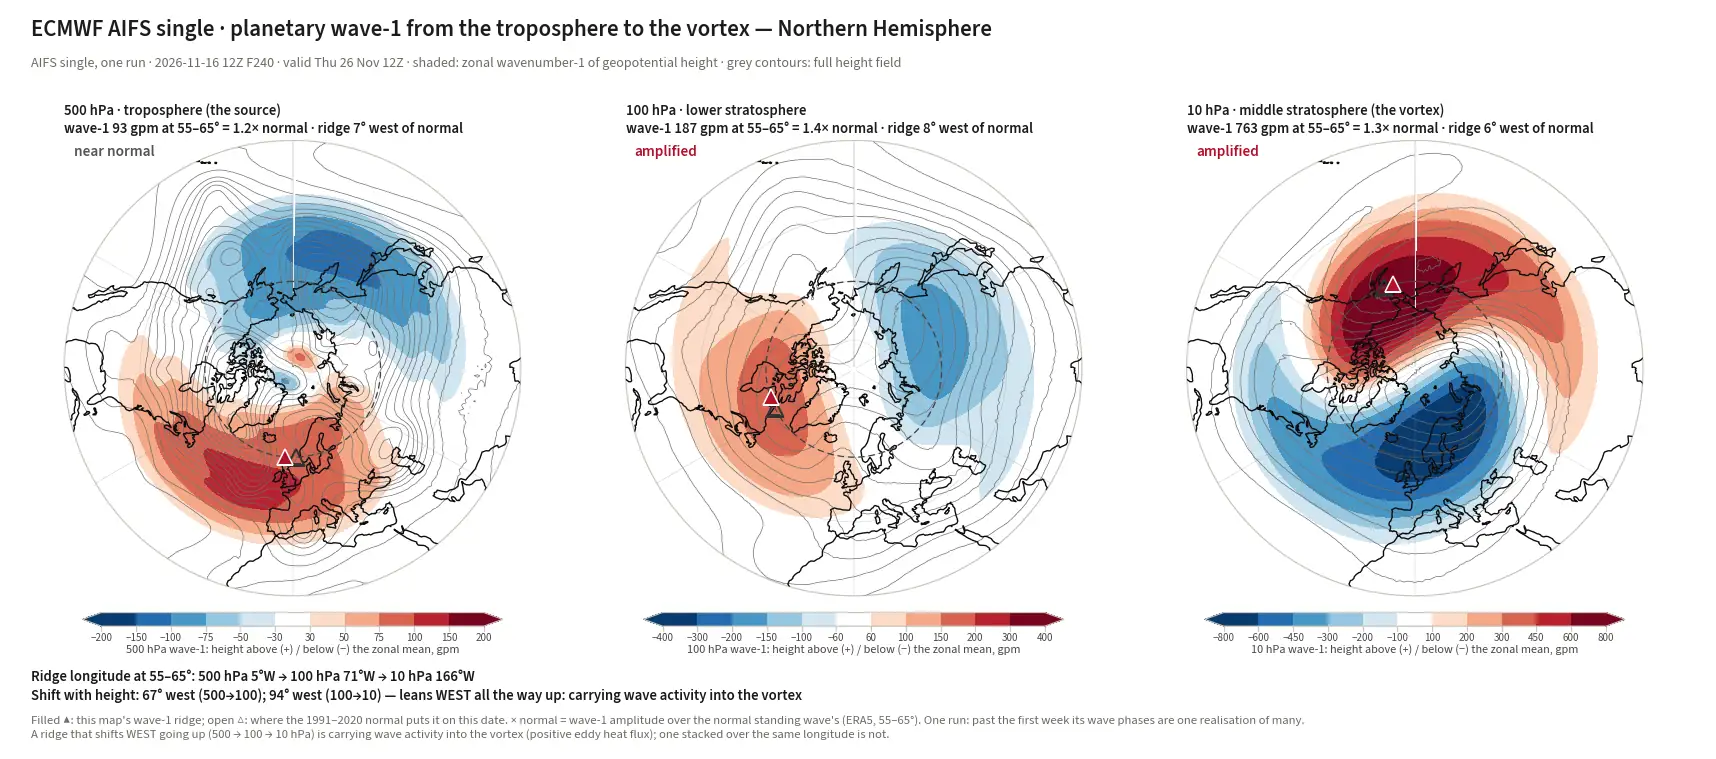 ECMWF AIFS single · planetary wave-1 from the troposphere to the vortex — Northern Hemisphere
AIFS single, one run · 2026-11-16 12Z F240 · valid Thu 26 Nov 12Z · shaded: zonal wavenumber-1 of geopotential height · grey contours: full height field
500 hPa · troposphere (the source)
wave-1 93 gpm at 55–65° = 1.2× normal · ridge 7° west of normal
near normal
100 hPa · lower stratosphere
wave-1 187 gpm at 55–65° = 1.4× normal · ridge 8° west of normal
amplified
10 hPa · middle stratosphere (the vortex)
wave-1 763 gpm at 55–65° = 1.3× normal · ridge 6° west of normal
amplified
−200 −150 −100 −75 −50 −30 30 50 75 100 150 200
500 hPa wave-1: height above (+) / below (−) the zonal mean, gpm
−400 −300 −200 −150 −100 −60 60 100 150 200 300 400
100 hPa wave-1: height above (+) / below (−) the zonal mean, gpm
−800 −600 −450 −300 −200 −100 100 200 300 450 600 800
10 hPa wave-1: height above (+) / below (−) the zonal mean, gpm
Ridge longitude at 55–65°: 500 hPa 5°W → 100 hPa 71°W → 10 hPa 166°W
Shift with height: 67° west (500→100); 94° west (100→10) — leans WEST all the way up: carrying wave activity into the vortex
Filled ▲: this map's wave-1 ridge; open △: where the 1991–2020 normal puts it on this date. × normal = wave-1 amplitude over the normal standing wave's (ERA5, 55–65°). One run: past the first week its wave phases are one realisation of many.
A ridge that shifts WEST going up (500 → 100 → 10 hPa) is carrying wave activity into the vortex (positive eddy heat flux); one stacked over the same longitude is not.